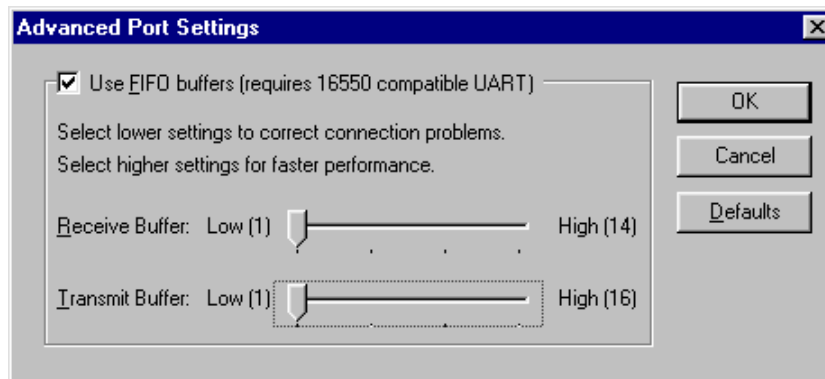 Advanced Port Settings
Use FIFO buffers (requires 16550 compatible UART)
Select lower settings to correct connection problems.
Select higher settings for faster performance.
Receive Buffer: Low (1) High (14)
Transmit Buffer: Low (1) High (16)
OK
Cancel
Defaults